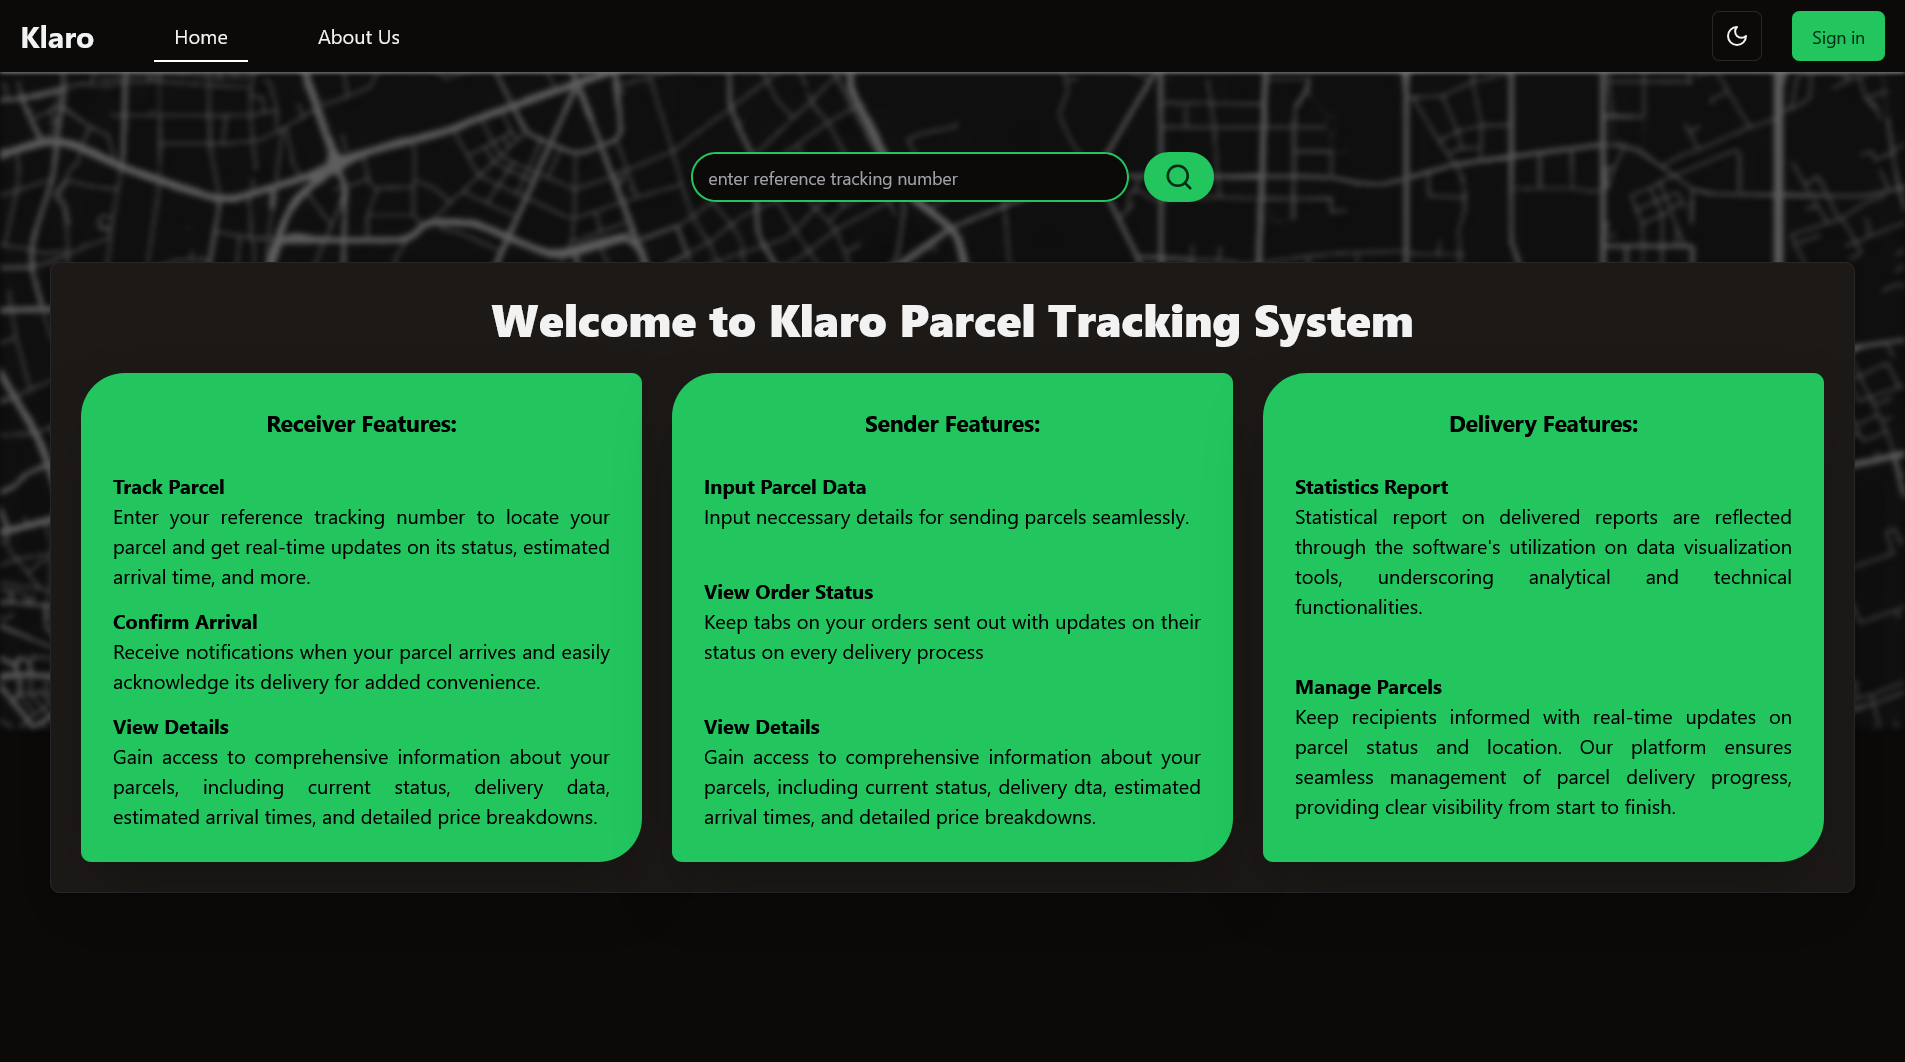 Klaro
Home
About Us
Sign in
enter reference tracking number
Welcome to Klaro Parcel Tracking System
Receiver Features:
Track Parcel
Enter your reference tracking number to locate your
parcel and get real-time updates on its status, estimated
arrival time, and more.
Confirm Arrival
Receive notifications when your parcel arrives and easily
acknowledge its delivery for added convenience.
View Details
Gain access to comprehensive information about your
parcels, including current status, delivery data,
estimated arrival times, and detailed price breakdowns.
Sender Features:
Input Parcel Data
Input neccessary details for sending parcels seamlessly.
View Order Status
Keep tabs on your orders sent out with updates on their
status on every delivery process
View Details
Gain access to comprehensive information about your
parcels, including current status, delivery dta, estimated
arrival times, and detailed price breakdowns.
Delivery Features:
Statistics Report
Statistical report on delivered reports are reflected
through the software's utilization on data visualization
tools, underscoring analytical and technical
functionalities.
Manage Parcels
Keep recipients informed with real-time updates on
parcel status and location. Our platform ensures
seamless management of parcel delivery progress,
providing clear visibility from start to finish.